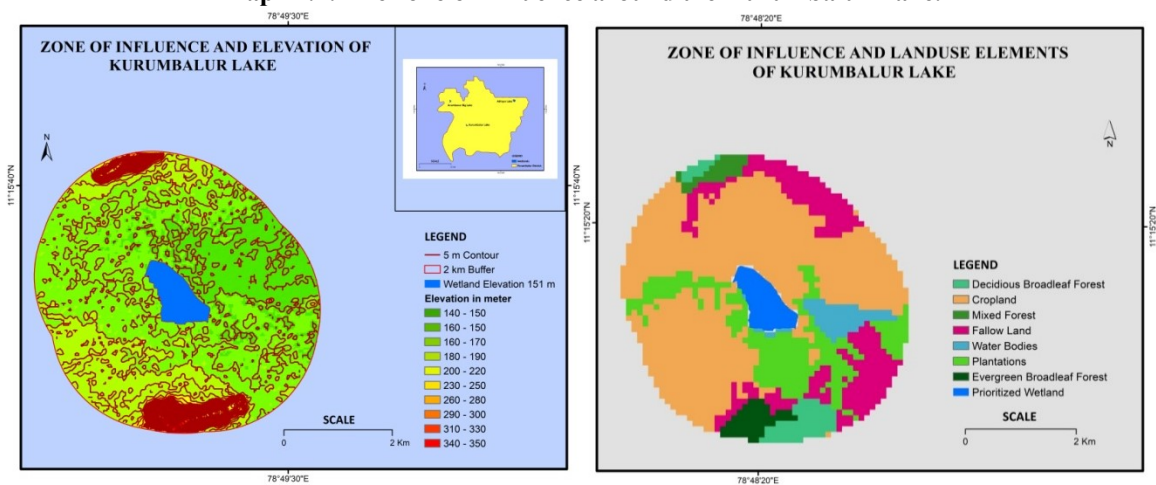 78°49'30"E
ZONE OF INFLUENCE AND ELEVATION OF
KURUMBALUR LAKE
N
11°15'40"N
11°15'40"N
LEGEND
5 m Contour
2 km Buffer
Wetland Elevation 151 m
Elevation in meter
140 - 150
160 - 150
160 - 170
180 - 190
200 - 220
230 - 250
260 - 280
290 - 300
310 - 330
340 - 350
SCALE
0 2 Km
78°49'30"E
78°48'20"E
ZONE OF INFLUENCE AND LANDUSE ELEMENTS
OF KURUMBALUR LAKE
N
11°15'20"N
11°15'20"N
LEGEND
Decidious Broadleaf Forest
Cropland
Mixed Forest
Fallow Land
Water Bodies
Plantations
Evergreen Broadleaf Forest
Prioritized Wetland
SCALE
0 2 Km
78°48'20"E